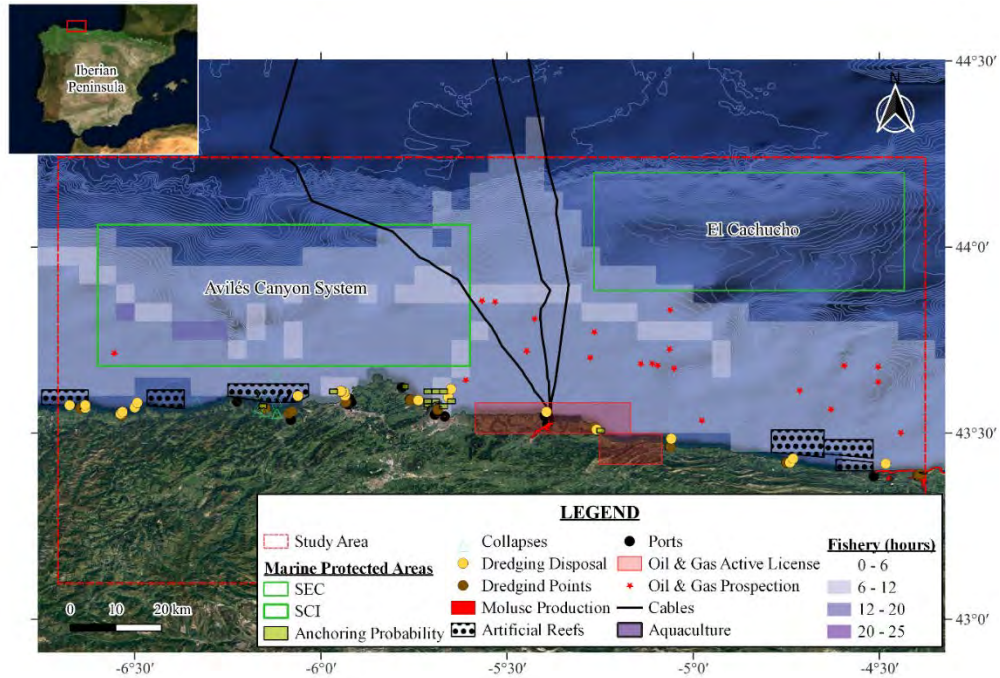 Iberian
Peninsula
44°30'
N
El Cachucho
44°0'
Avilés Canyon System
43°30'
LEGEND
Study Area
Marine Protected Areas
SEC
SCI
Anchoring Probability
Collapses
Dredging Disposal
Dredgind Points
Molusc Production
Artificial Reefs
Ports
Oil & Gas Active License
Oil & Gas Prospection
Cables
Aquaculture
Fishery (hours)
0 - 6
6 - 12
12 - 20
20 - 25
0 10 20 km
43°0'
-6°30' -6°0' -5°30' -5°0' -4°30'